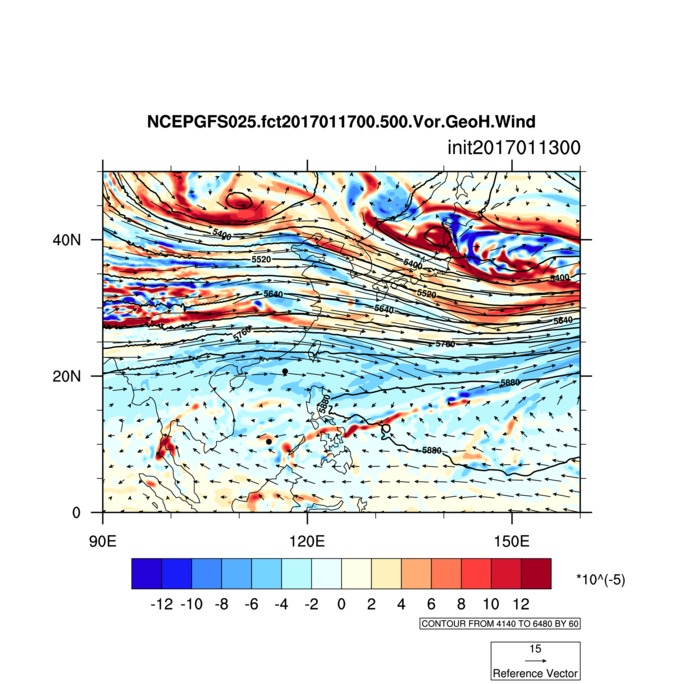 NCEPGFS025.fct2017011700.500.Vor.GeoH.Wind
init2017011300
5400
40N
5520
5400
5400
5520
5640
5640
5640
5760
5760
20N
5880
5880
5880
0
90E 120E 150E
-12 -10 -8 -6 -4 -2 0 2 4 6 8 10 12
*10^(-5)
CONTOUR FROM 4140 TO 6480 BY 60
15
Reference Vector